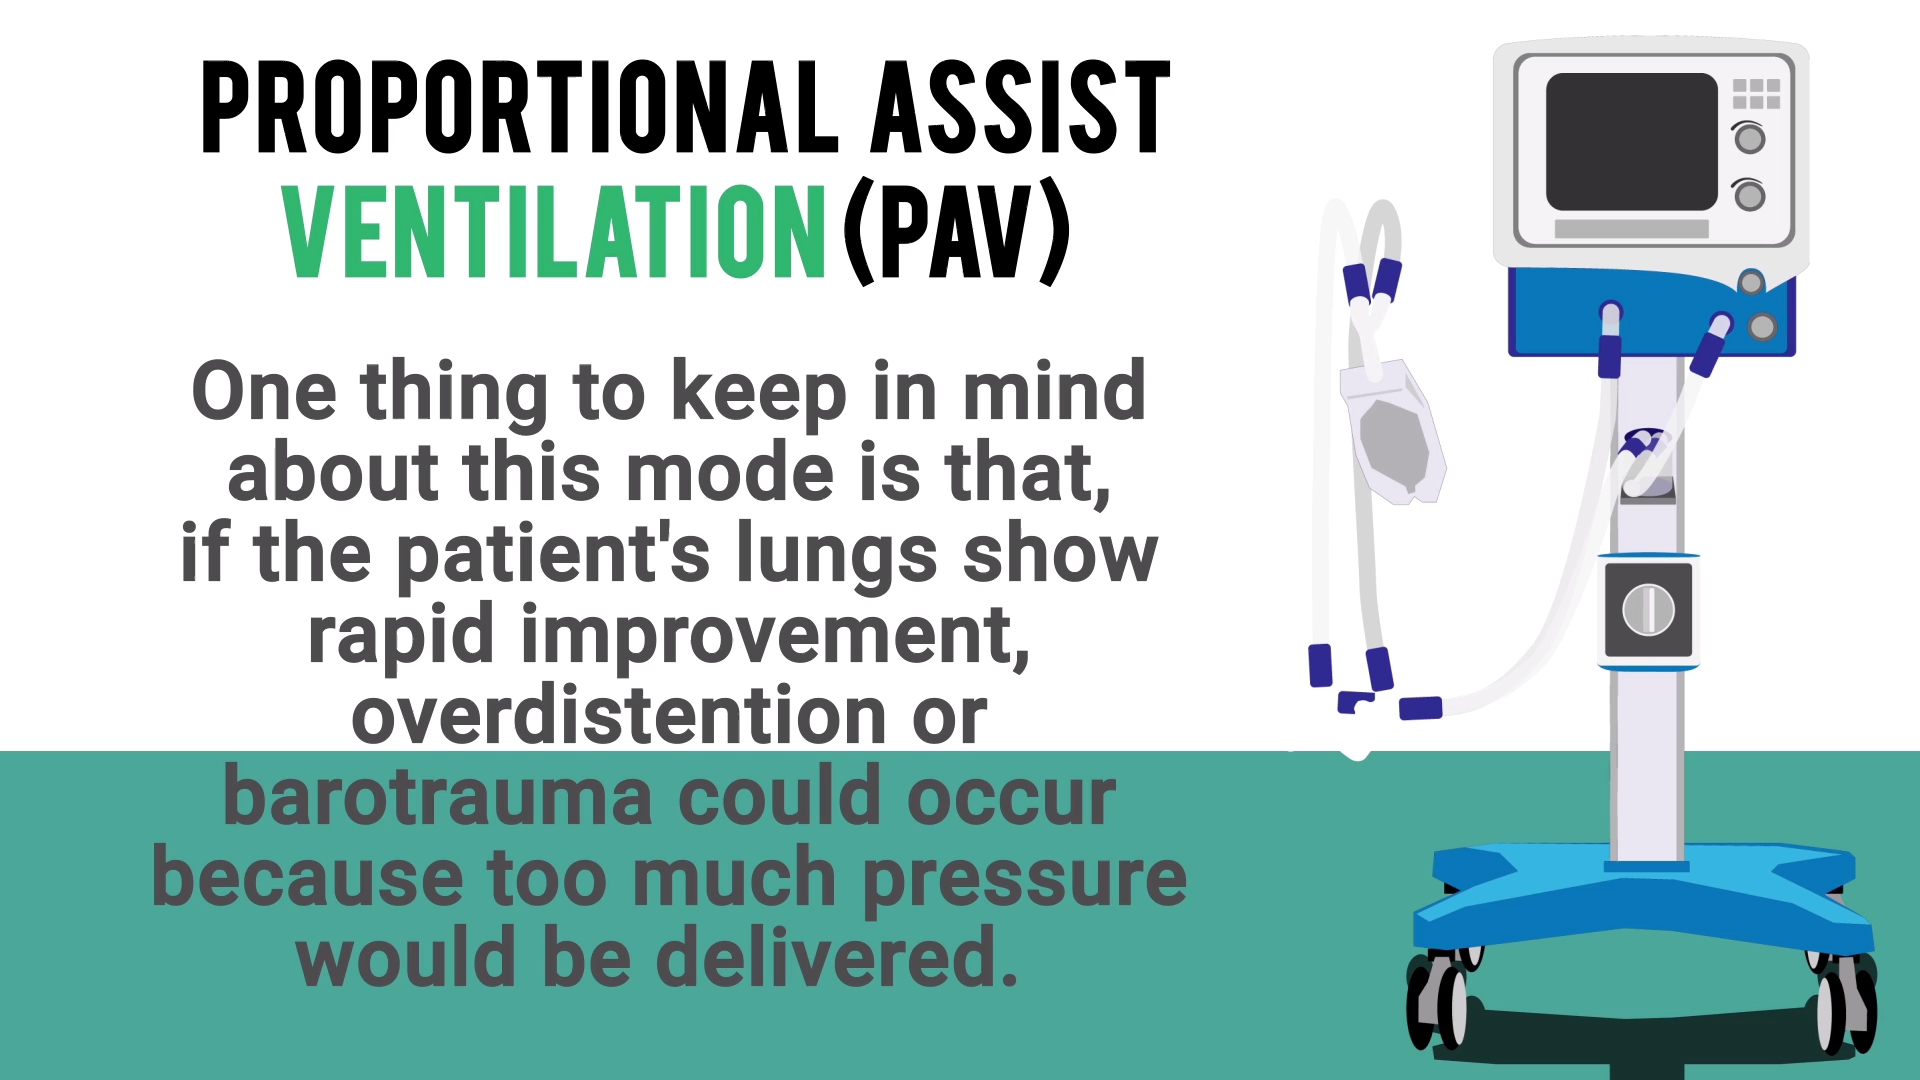 PROPORTIONAL ASSIST
VENTILATION (PAV)
One thing to keep in mind
about this mode is that,
if the patient's lungs show
rapid improvement,
overdistention or
barotrauma could occur
because too much pressure
would be delivered.